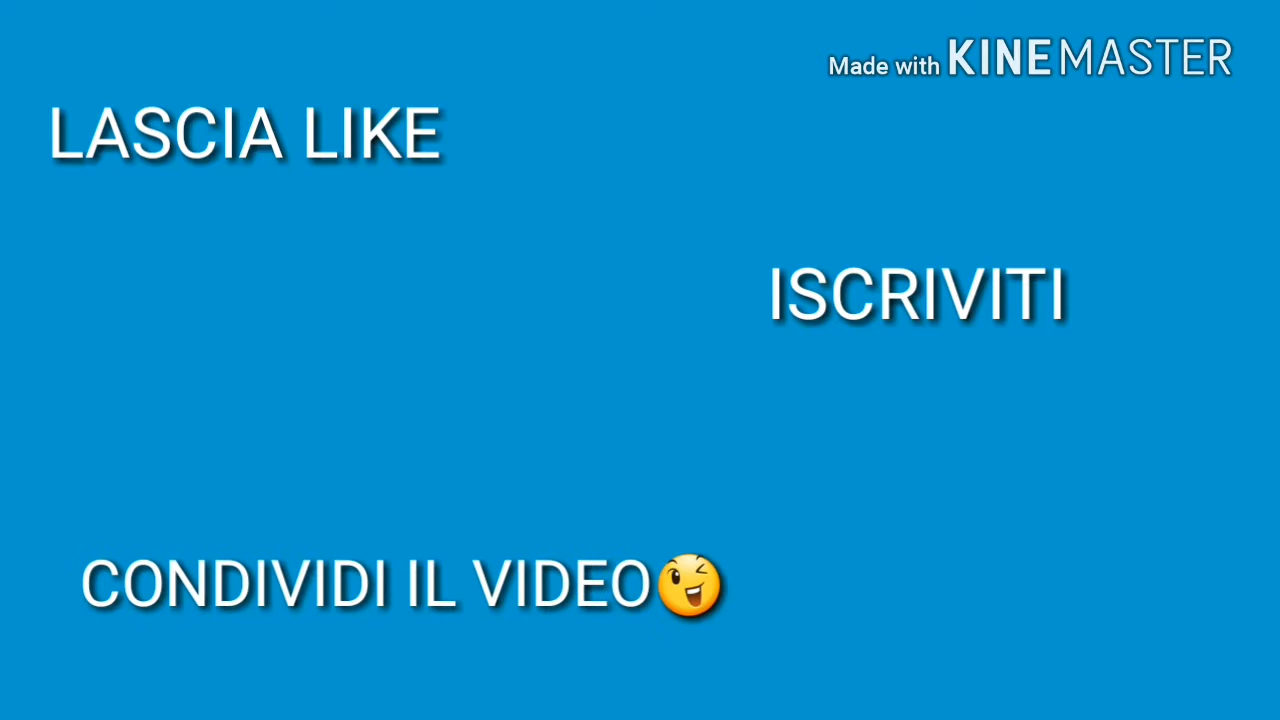 Made with KINEMASTER
LASCIA LIKE
ISCRIVITI
CONDIVIDI IL VIDEO😉